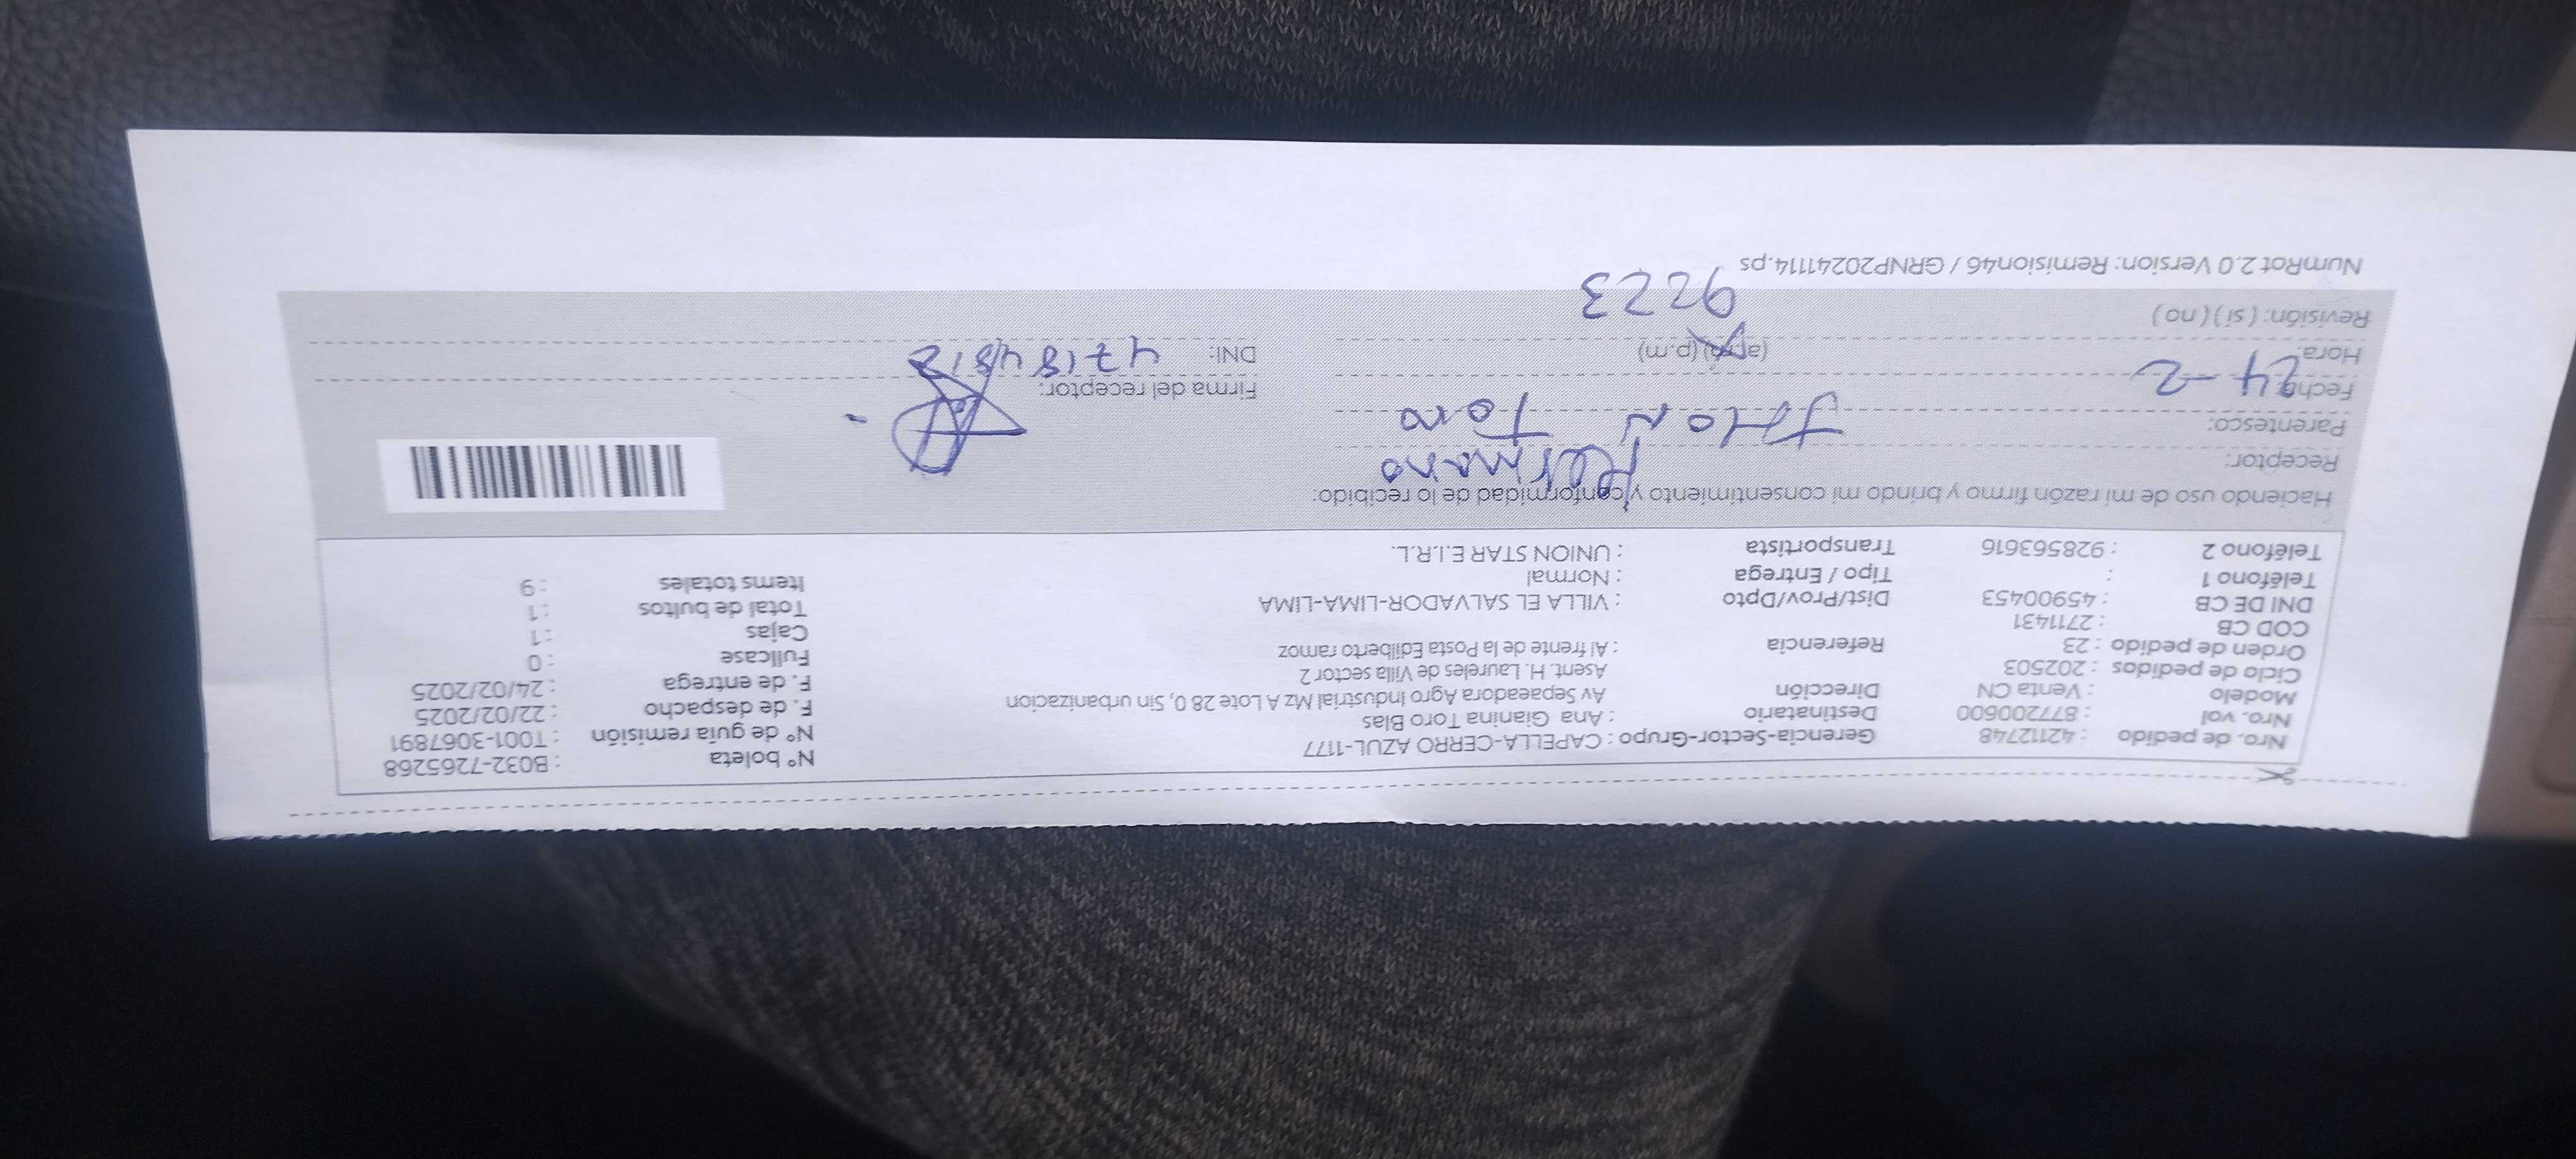 Nro. de pedido : 42112748 Gerencia-Sector-Grupo : CAPELLA-CERRO AZUL-1177 N° boleta : B032-7265268
Nro. vol : 877200600 Destinatario : Ana Gianina Toro Blas N° de guía remisión : T001-3067891
Modelo : Venta CN Dirección Av Sepaeadora Agro Industrial Mz A Lote 28 0, Sin urbanizacion F. de despacho : 22/02/2025
Ciclo de pedidos : 202503 Asent. H. Laureles de Villa sector 2 F. de entrega : 24/02/2025
Orden de pedido : 23 Referencia : Al frente de la Posta Edilberto ramoz Fullcase : 0
COD CB : 2711431 Cajas : 1
DNI DE CB : 45900453 Dist/Prov/Dpto : VILLA EL SALVADOR-LIMA-LIMA Total de bultos : 1
Teléfono 1 : Tipo / Entrega : Normal Items totales : 9
Teléfono 2 : 928563616 Transportista : UNION STAR E.I.R.L.
Haciendo uso de mi razón firmo y brindo mi conformidad consentimiento y conformidad de lo recibido:
Receptor: Hermano
Parentesco: JHON Toro
Fecha: 24-2 Firma del receptor:
Hora: (a.m) (p.m) DNI:
Revisión: ( si ) ( no ) 9223
NumRot 2.0 Version: Remision46 / GRNP20241114.ps